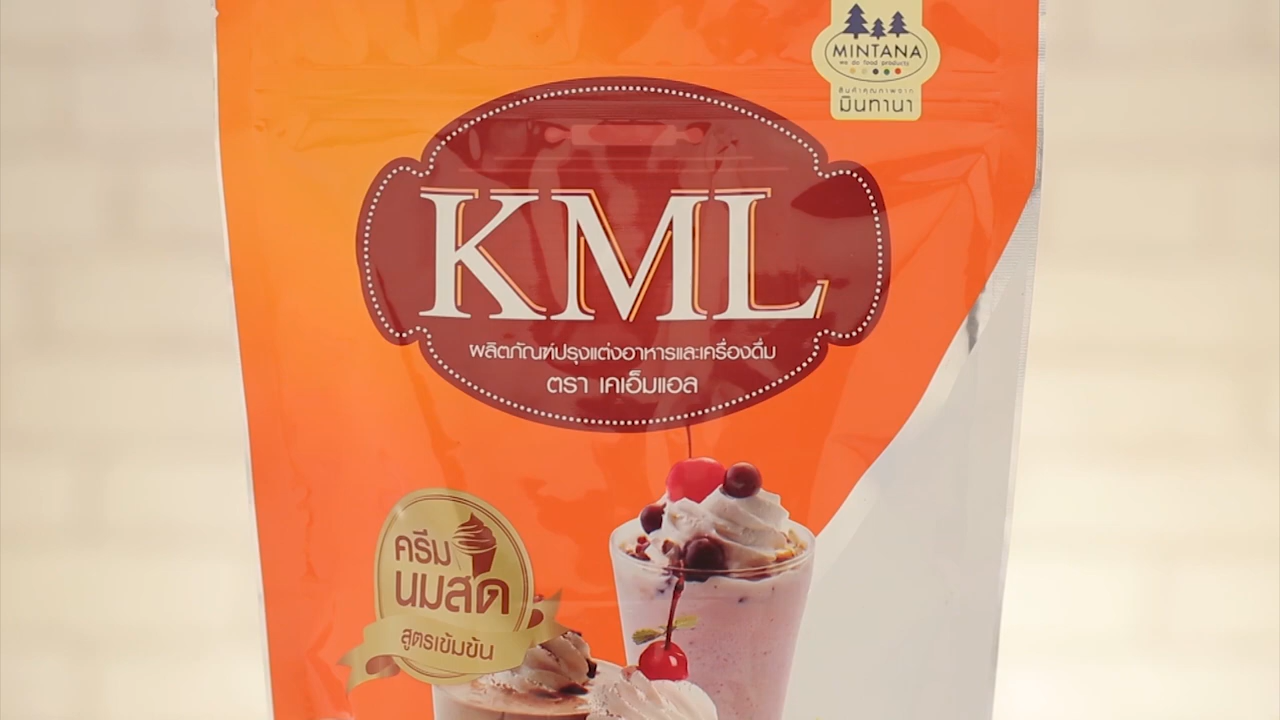 MINTANA
we do food products
สินค้าคุณภาพจาก
มินทานา
KML
ผลิตภัณฑ์ปรุงแต่งอาหารและเครื่องดื่ม
ตรา เคเอ็มแอล
ครีม
นมสด
สูตรเข้มข้น